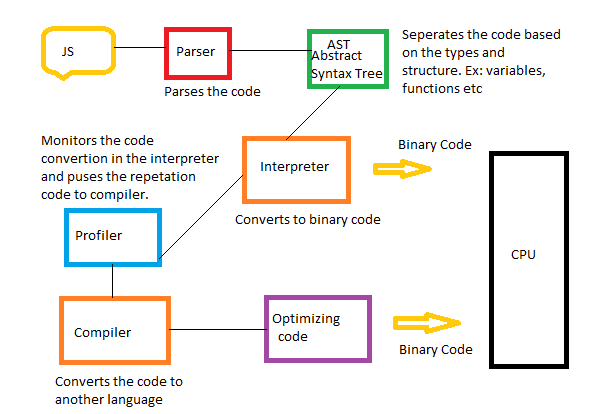 JS
Parser
AST
Abstract
Syntax Tree
Seperates the code based
on the types and
structure. Ex: variables,
functions etc
Parses the code
Monitors the code
convertion in the interpreter
and puses the repetation
code to compiler.
Interpreter
Binary Code
Converts to binary code
Profiler
CPU
Compiler
Optimizing
code
Binary Code
Converts the code to
another language